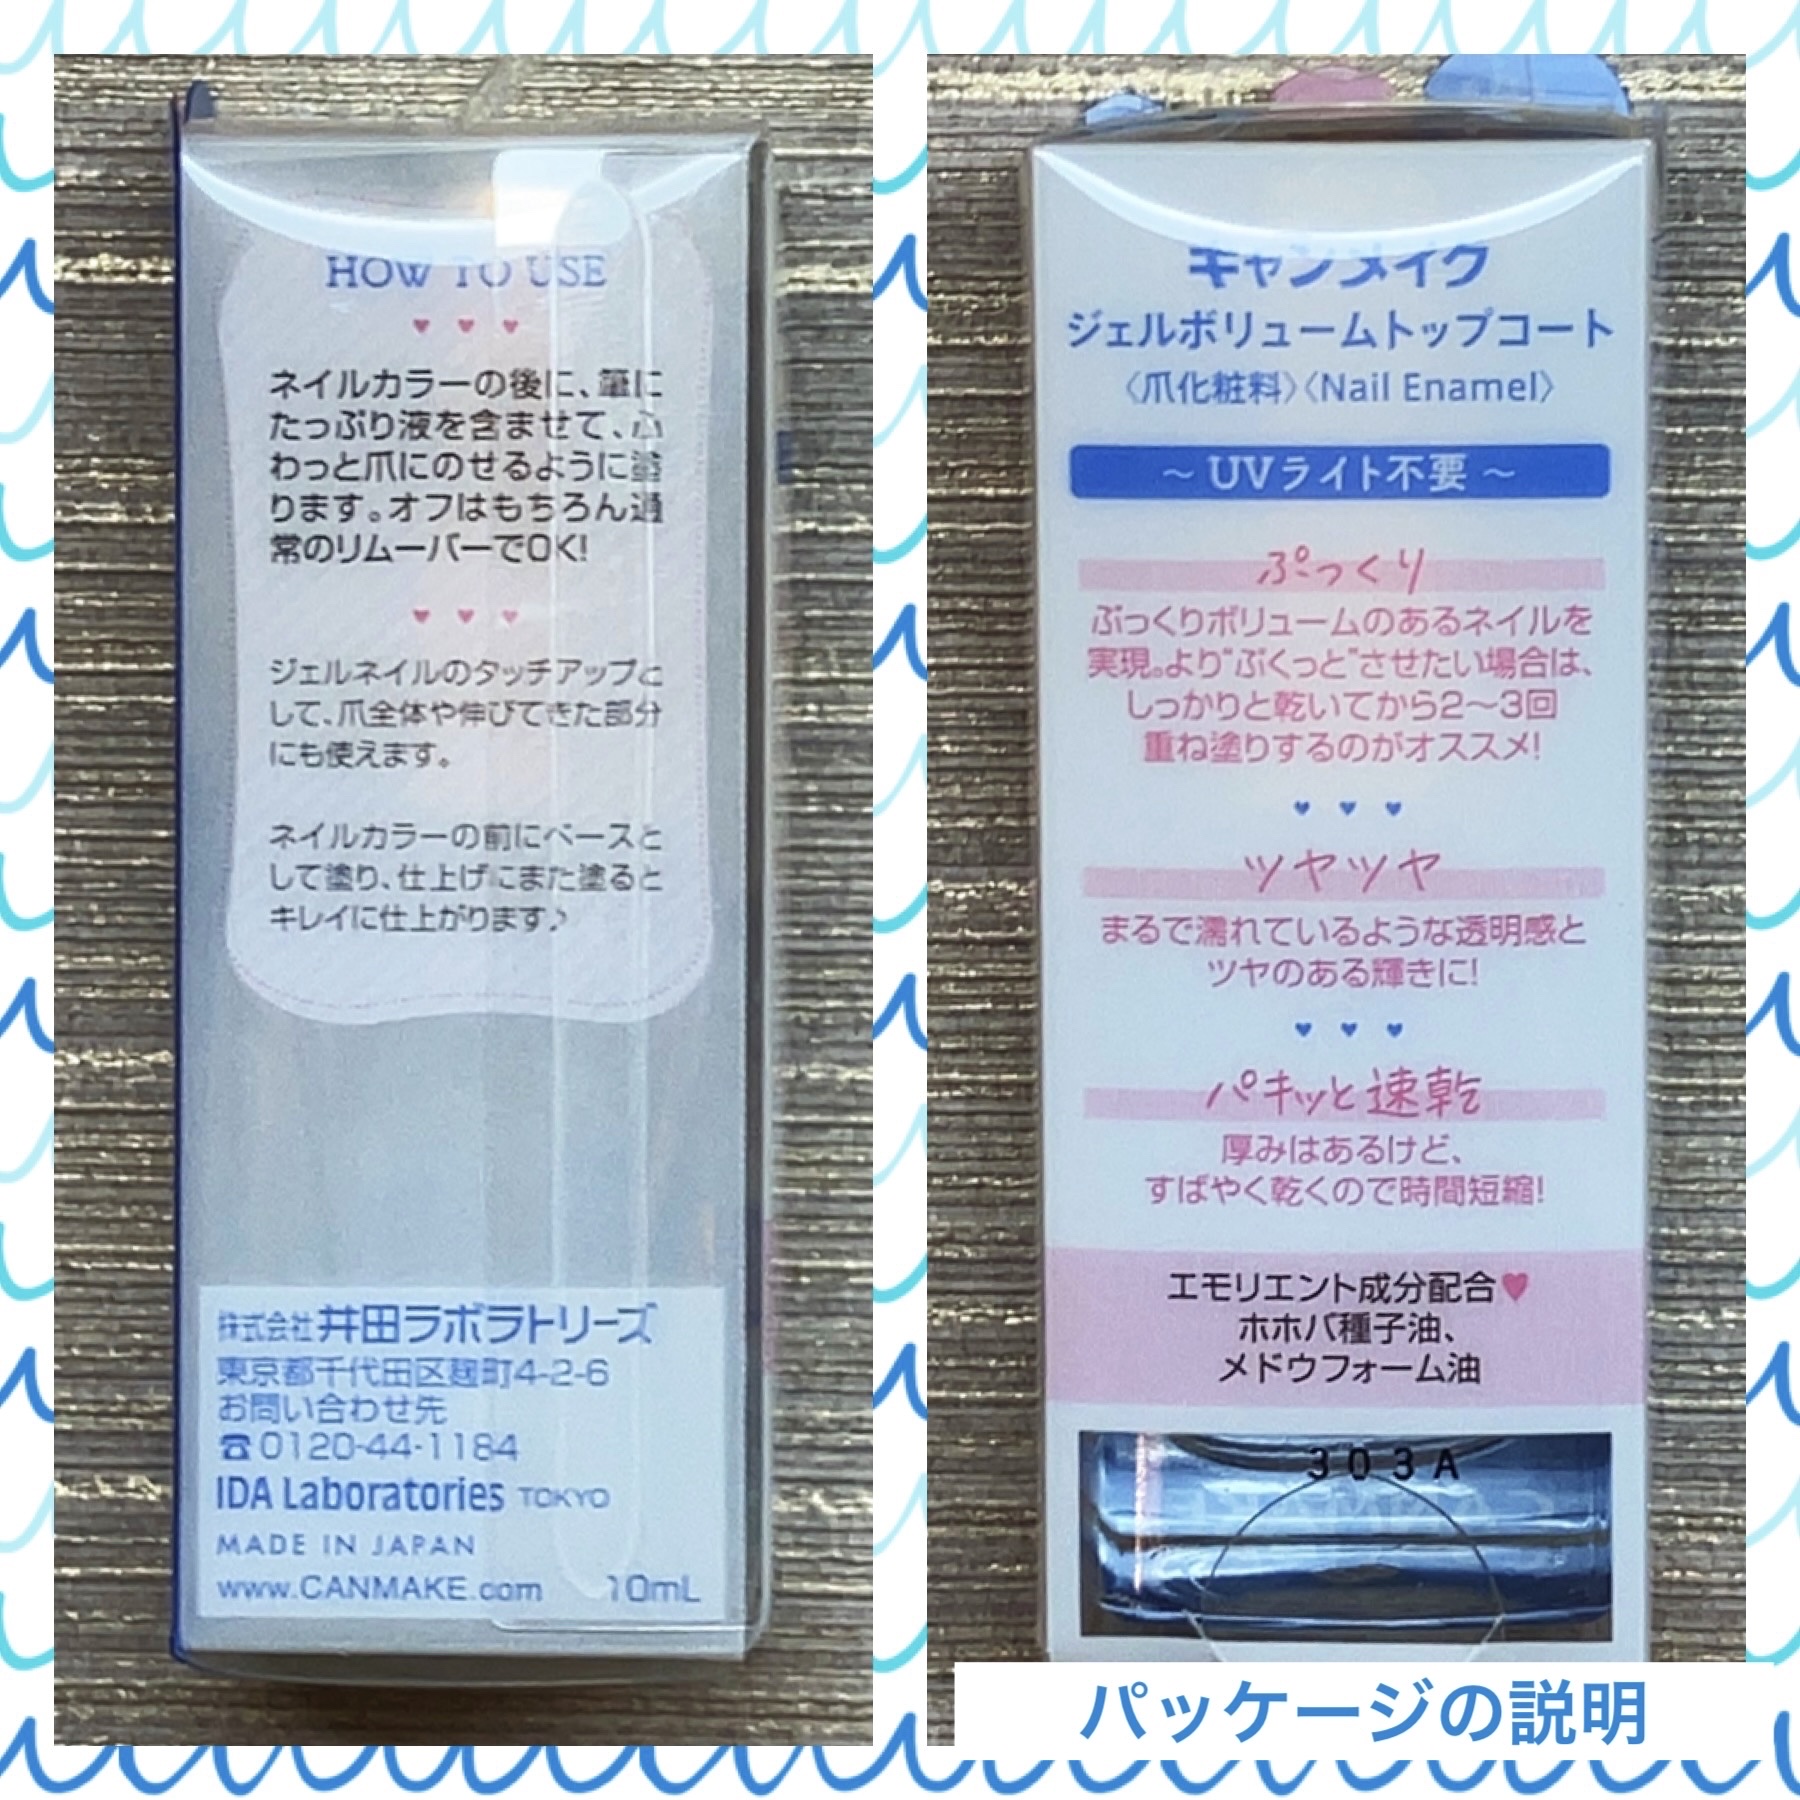 HOW TO USE
ネイルカラーの後に、筆に
たっぷり液を含ませて、ふ
わっと爪にのせるように塗
ります。オフはもちろん通
常のリムーバーでOK!
ジェルネイルのタッチアップと
して、爪全体や伸びてきた部分
にも使えます。
ネイルカラーの前にベースと
して塗り、仕上げにまた塗ると
キレイに仕上がります♪
株式会社 井田ラボラトリーズ
東京都千代田区麹町4-2-6
お問い合わせ先
☎0120-44-1184
IDA Laboratories TOKYO
MADE IN JAPAN
www.CANMAKE.com 10mL
キャンメイク
ジェルボリュームトップコート
〈爪化粧料〉〈Nail Enamel〉
～ UVライト不要 ～
ぷっくり
ぷっくりボリュームのあるネイルを
実現。より“ぷくっと”させたい場合は、
しっかりと乾いてから2～3回
重ね塗りするのがオススメ!
ツヤツヤ
まるで濡れているような透明感と
ツヤのある輝きに!
パキッと速乾
厚みはあるけど、
すばやく乾くので時間短縮!
エモリエント成分配合♥
ホホバ種子油、
メドウフォーム油
303A
パッケージの説明